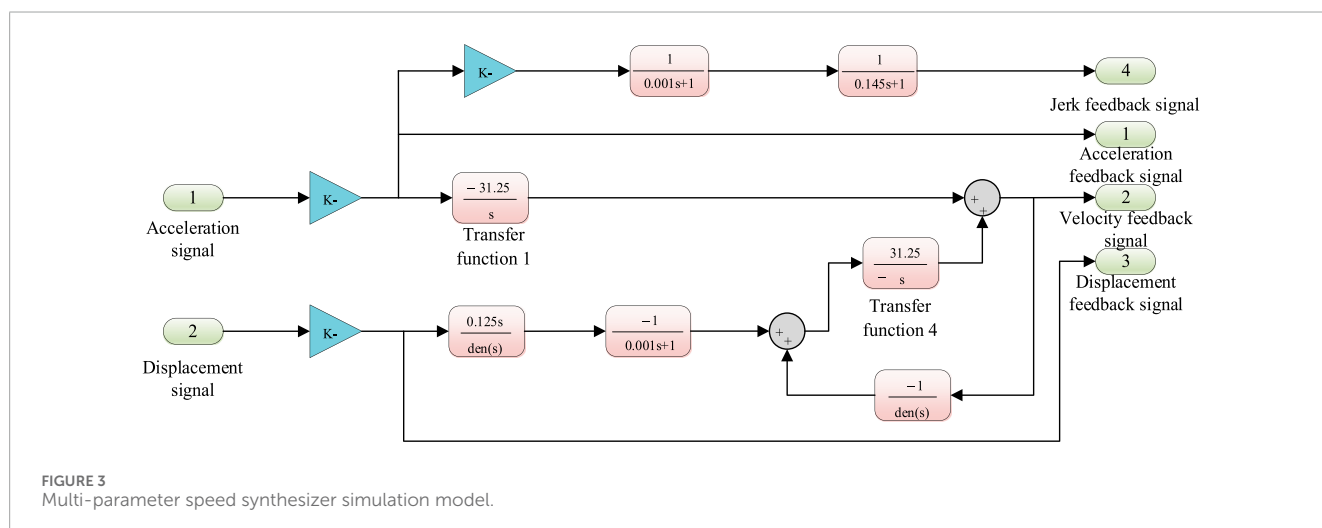 K-
1
0.001s+1
1
0.145s+1
4
Jerk feedback signal
1
Acceleration
feedback signal
1
Acceleration
signal
K-
− 31.25
s
Transfer
function 1
+
+
2
Velocity feedback
signal
3
Displacement
feedback signal
31.25
− s
Transfer
function 4
2
Displacement
signal
K-
0.125s
den(s)
−1
0.001s+1
+
+
−1
den(s)
FIGURE 3
Multi-parameter speed synthesizer simulation model.